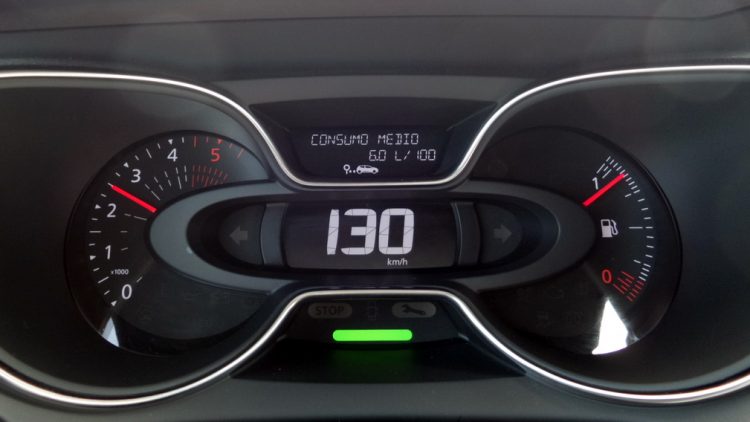 CONSUMO MEDIO
6.0 L/100
5
4
3
2
1
x1000
0
130
km/h
1
0
STOP